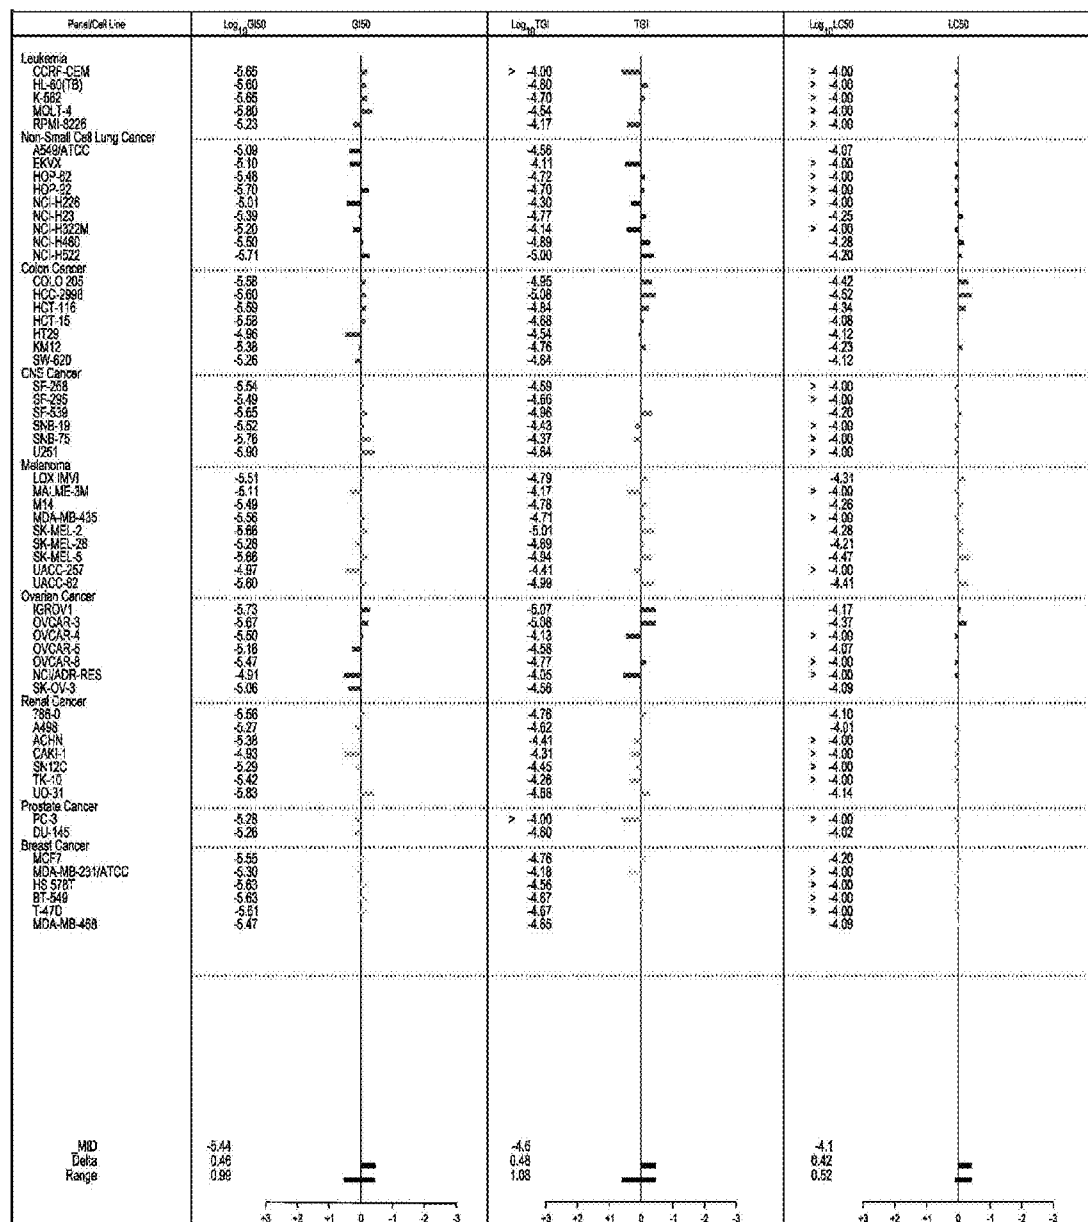 Panel/Cell Line Log10GI50 GI50 Log10TGI TGI Log10LC50 LC50
Leukemia
CCRF-CEM -5.65 > -4.00 > -4.00
HL-60(TB) -5.60 -4.80 > -4.00
K-562 -5.65 -4.70 > -4.00
MOLT-4 -5.80 -4.54 > -4.00
RPMI-8226 -5.23 -4.17 > -4.00
Non-Small Cell Lung Cancer
A549/ATCC -5.09 -4.56 -4.07
EKVX -5.10 -4.11 > -4.00
HOP-62 -5.48 -4.72 > -4.00
HOP-92 -5.70 -4.70 > -4.00
NCI-H226 -5.01 -4.30 > -4.00
NCI-H23 -5.39 -4.77 -4.25
NCI-H322M -5.20 -4.14 > -4.00
NCI-H460 -5.50 -4.89 -4.28
NCI-H522 -5.71 -5.00 -4.20
Colon Cancer
COLO 205 -5.58 -4.95 -4.42
HCC-2998 -5.60 -5.08 -4.52
HCT-116 -5.59 -4.84 -4.34
HCT-15 -5.58 -4.68 -4.08
HT29 -4.96 -4.54 -4.12
KM12 -5.38 -4.76 -4.23
SW-620 -5.26 -4.64 -4.12
CNS Cancer
SF-268 -5.54 -4.59 > -4.00
SF-295 -5.49 -4.66 > -4.00
SF-539 -5.65 -4.96 -4.20
SNB-19 -5.52 -4.43 > -4.00
SNB-75 -5.76 -4.37 > -4.00
U251 -5.90 -4.64 > -4.00
Melanoma
LOX IMVI -5.51 -4.79 -4.31
MALME-3M -5.11 -4.17 > -4.00
M14 -5.49 -4.78 -4.26
MDA-MB-435 -5.56 -4.71 > -4.00
SK-MEL-2 -5.66 -5.01 -4.28
SK-MEL-28 -5.26 -4.69 -4.21
SK-MEL-5 -5.66 -4.94 -4.47
UACC-257 -4.97 -4.41 > -4.00
UACC-62 -5.60 -4.99 -4.41
Ovarian Cancer
IGROV1 -5.73 -5.07 -4.17
OVCAR-3 -5.67 -5.08 -4.37
OVCAR-4 -5.50 -4.13 > -4.00
OVCAR-5 -5.18 -4.58 -4.07
OVCAR-8 -5.47 -4.77 > -4.00
NCI/ADR-RES -4.91 -4.05 > -4.00
SK-OV-3 -5.06 -4.56 -4.09
Renal Cancer
786-0 -5.56 -4.76 -4.10
A498 -5.27 -4.62 -4.01
ACHN -5.38 -4.41 > -4.00
CAKI-1 -4.93 -4.31 > -4.00
SN12C -5.29 -4.45 > -4.00
TK-10 -5.42 -4.26 > -4.00
UO-31 -5.83 -4.88 -4.14
Prostate Cancer
PC-3 -5.28 > -4.00 > -4.00
DU-145 -5.26 -4.60 -4.02
Breast Cancer
MCF7 -5.55 -4.76 -4.20
MDA-MB-231/ATCC -5.30 -4.18 > -4.00
HS 578T -5.63 -4.56 > -4.00
BT-549 -5.63 -4.67 > -4.00
T-47D -5.61 -4.67 > -4.00
MDA-MB-468 -5.47 -4.65 -4.09
MID -5.44 -4.6 -4.1
Delta 0.46 0.48 0.42
Range 0.99 1.08 0.52
+3 +2 +1 0 -1 -2 -3 +3 +2 +1 0 -1 -2 -3 +3 +2 +1 0 -1 -2 -3